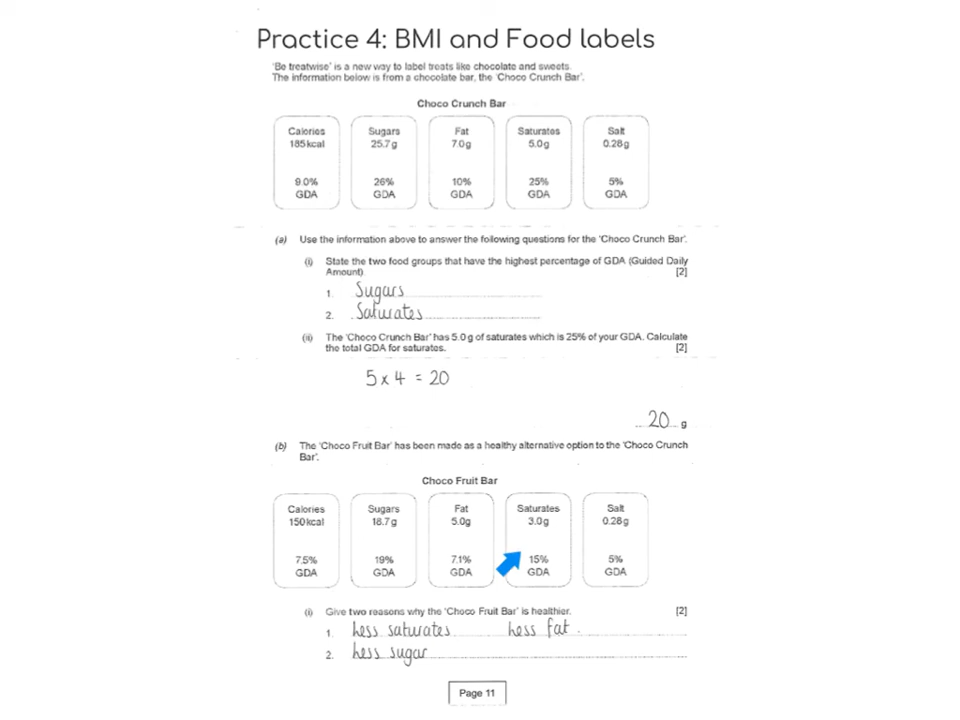 Practice 4: BMI and Food labels
'Be treatwise' is a new way to label treats like chocolate and sweets.
The information below is from a chocolate bar, the 'Choco Crunch Bar'.
Choco Crunch Bar
Calories Sugars Fat Saturates Salt
185kcal 25.7g 7.0g 5.0g 0.28g
9.0% 26% 10% 25% 5%
GDA GDA GDA GDA GDA
(a) Use the information above to answer the following questions for the 'Choco Crunch Bar'.
(i) State the two food groups that have the highest percentage of GDA (Guided Daily
Amount) [2]
1. Sugars
2. Saturates
(ii) The 'Choco Crunch Bar' has 5.0g of saturates which is 25% of your GDA. Calculate
the total GDA for saturates. [2]
5 x 4 = 20
20 g
(b) The 'Choco Fruit Bar' has been made as a healthy alternative option to the 'Choco Crunch
Bar'.
Choco Fruit Bar
Calories Sugars Fat Saturates Salt
150kcal 18.7g 5.0g 3.0g 0.28g
7.5% 19% 7.1% 15% 5%
GDA GDA GDA GDA GDA
(i) Give two reasons why the 'Choco Fruit Bar' is healthier. [2]
1. Less saturates Less fat.
2. Less sugar
Page 11